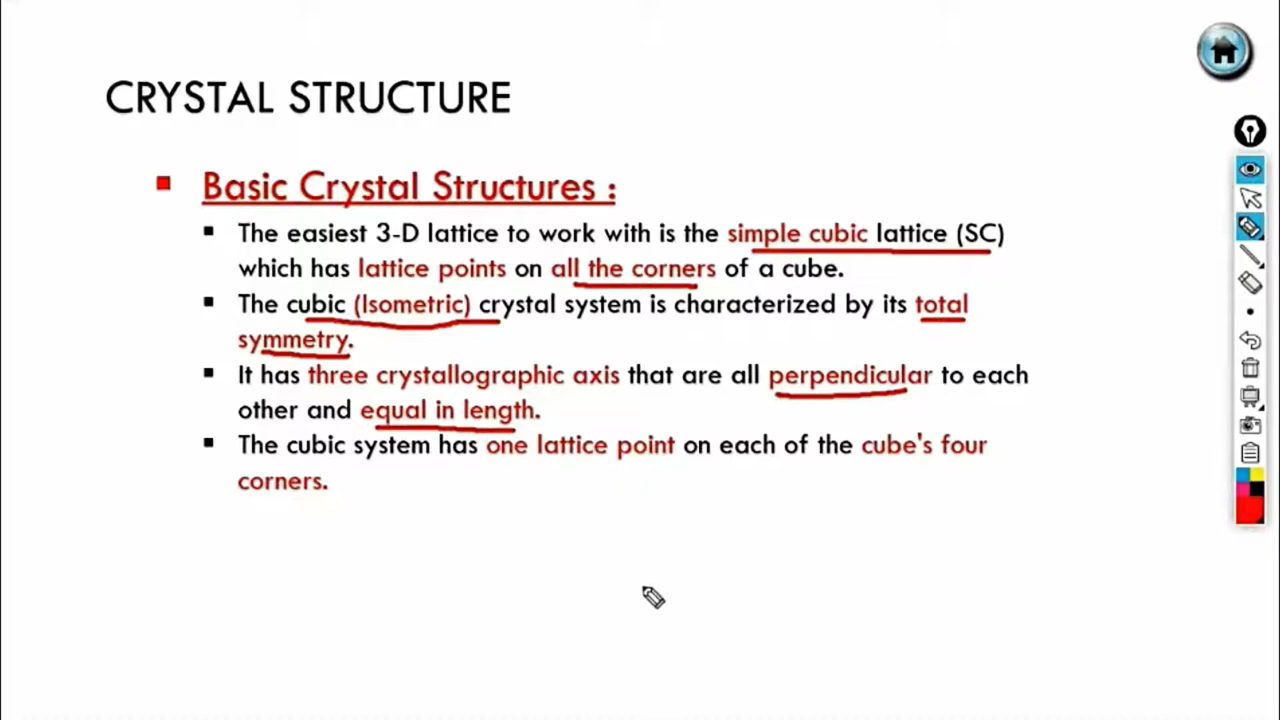 CRYSTAL STRUCTURE
Basic Crystal Structures :
The easiest 3-D lattice to work with is the simple cubic lattice (SC)
which has lattice points on all the corners of a cube.
The cubic (Isometric) crystal system is characterized by its total
symmetry.
It has three crystallographic axis that are all perpendicular to each
other and equal in length.
The cubic system has one lattice point on each of the cube's four
corners.